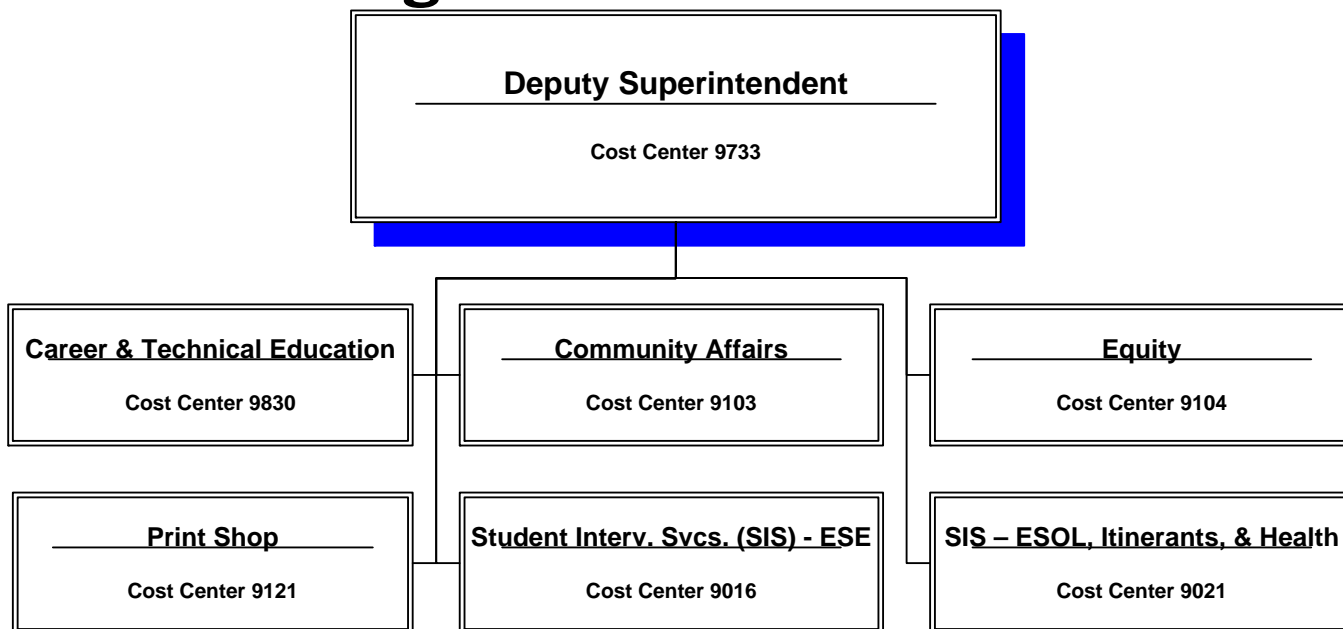 Deputy Superintendent
Cost Center 9733
Career & Technical Education
Cost Center 9830
Community Affairs
Cost Center 9103
Equity
Cost Center 9104
Print Shop
Cost Center 9121
Student Interv. Svcs. (SIS) - ESE
Cost Center 9016
SIS – ESOL, Itinerants, & Health
Cost Center 9021